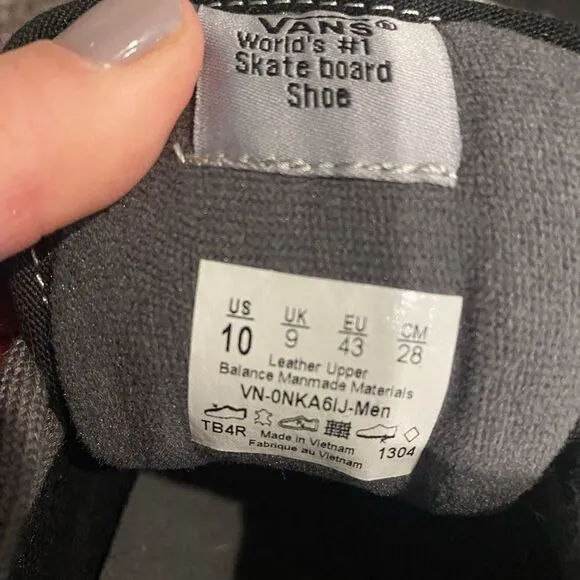 VANS®
World's #1
Skate board
Shoe
US UK EU CM
10 9 43 28
Leather Upper
Balance Manmade Materials
VN-0NKA6IJ-Men
TB4R Made in Vietnam 1304
Fabrique au Vietnam